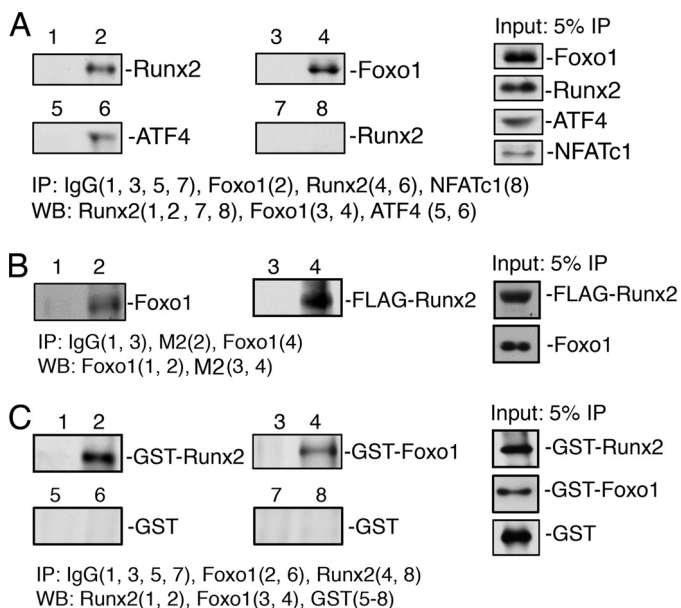 A
1 2
-Runx2
3 4
-Foxo1
5 6
-ATF4
7 8
-Runx2
Input: 5% IP
-Foxo1
-Runx2
-ATF4
-NFATc1
IP: IgG(1, 3, 5, 7), Foxo1(2), Runx2(4, 6), NFATc1(8)
WB: Runx2(1,2 ,7, 8), Foxo1(3, 4), ATF4 (5, 6)
B
1 2
-Foxo1
3 4
-FLAG-Runx2
Input: 5% IP
-FLAG-Runx2
-Foxo1
IP: IgG(1, 3), M2(2), Foxo1(4)
WB: Foxo1(1, 2), M2(3, 4)
C
1 2
-GST-Runx2
3 4
-GST-Foxo1
5 6
-GST
7 8
-GST
Input: 5% IP
-GST-Runx2
-GST-Foxo1
-GST
IP: IgG(1, 3, 5, 7), Foxo1(2, 6), Runx2(4, 8)
WB: Runx2(1, 2), Foxo1(3, 4), GST(5-8)